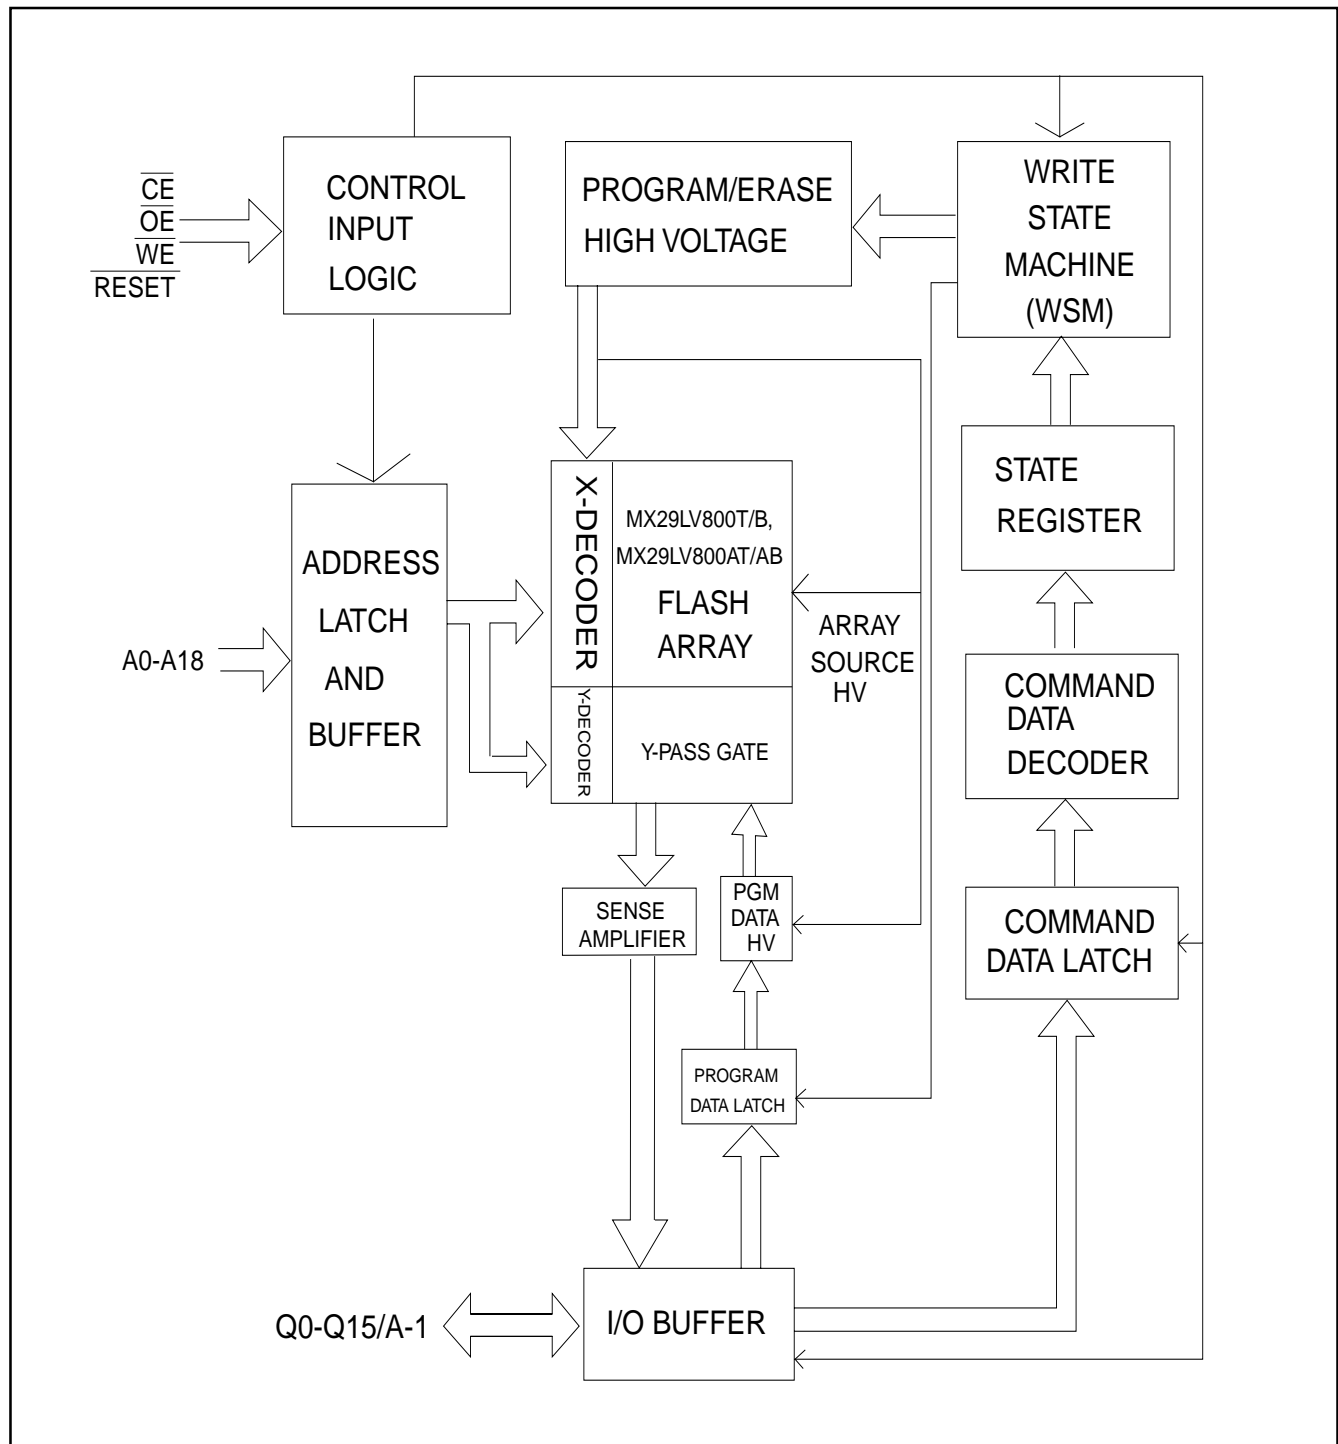 CE
OE
WE
RESET
CONTROL
INPUT
LOGIC
PROGRAM/ERASE
HIGH VOLTAGE
WRITE
STATE
MACHINE
(WSM)
STATE
REGISTER
A0-A18
ADDRESS
LATCH
AND
BUFFER
X-DECODER
MX29LV800T/B,
MX29LV800AT/AB
FLASH
ARRAY
ARRAY
SOURCE
HV
Y-DECODER
Y-PASS GATE
COMMAND
DATA
DECODER
SENSE
AMPLIFIER
PGM
DATA
HV
COMMAND
DATA LATCH
PROGRAM
DATA LATCH
Q0-Q15/A-1
I/O BUFFER